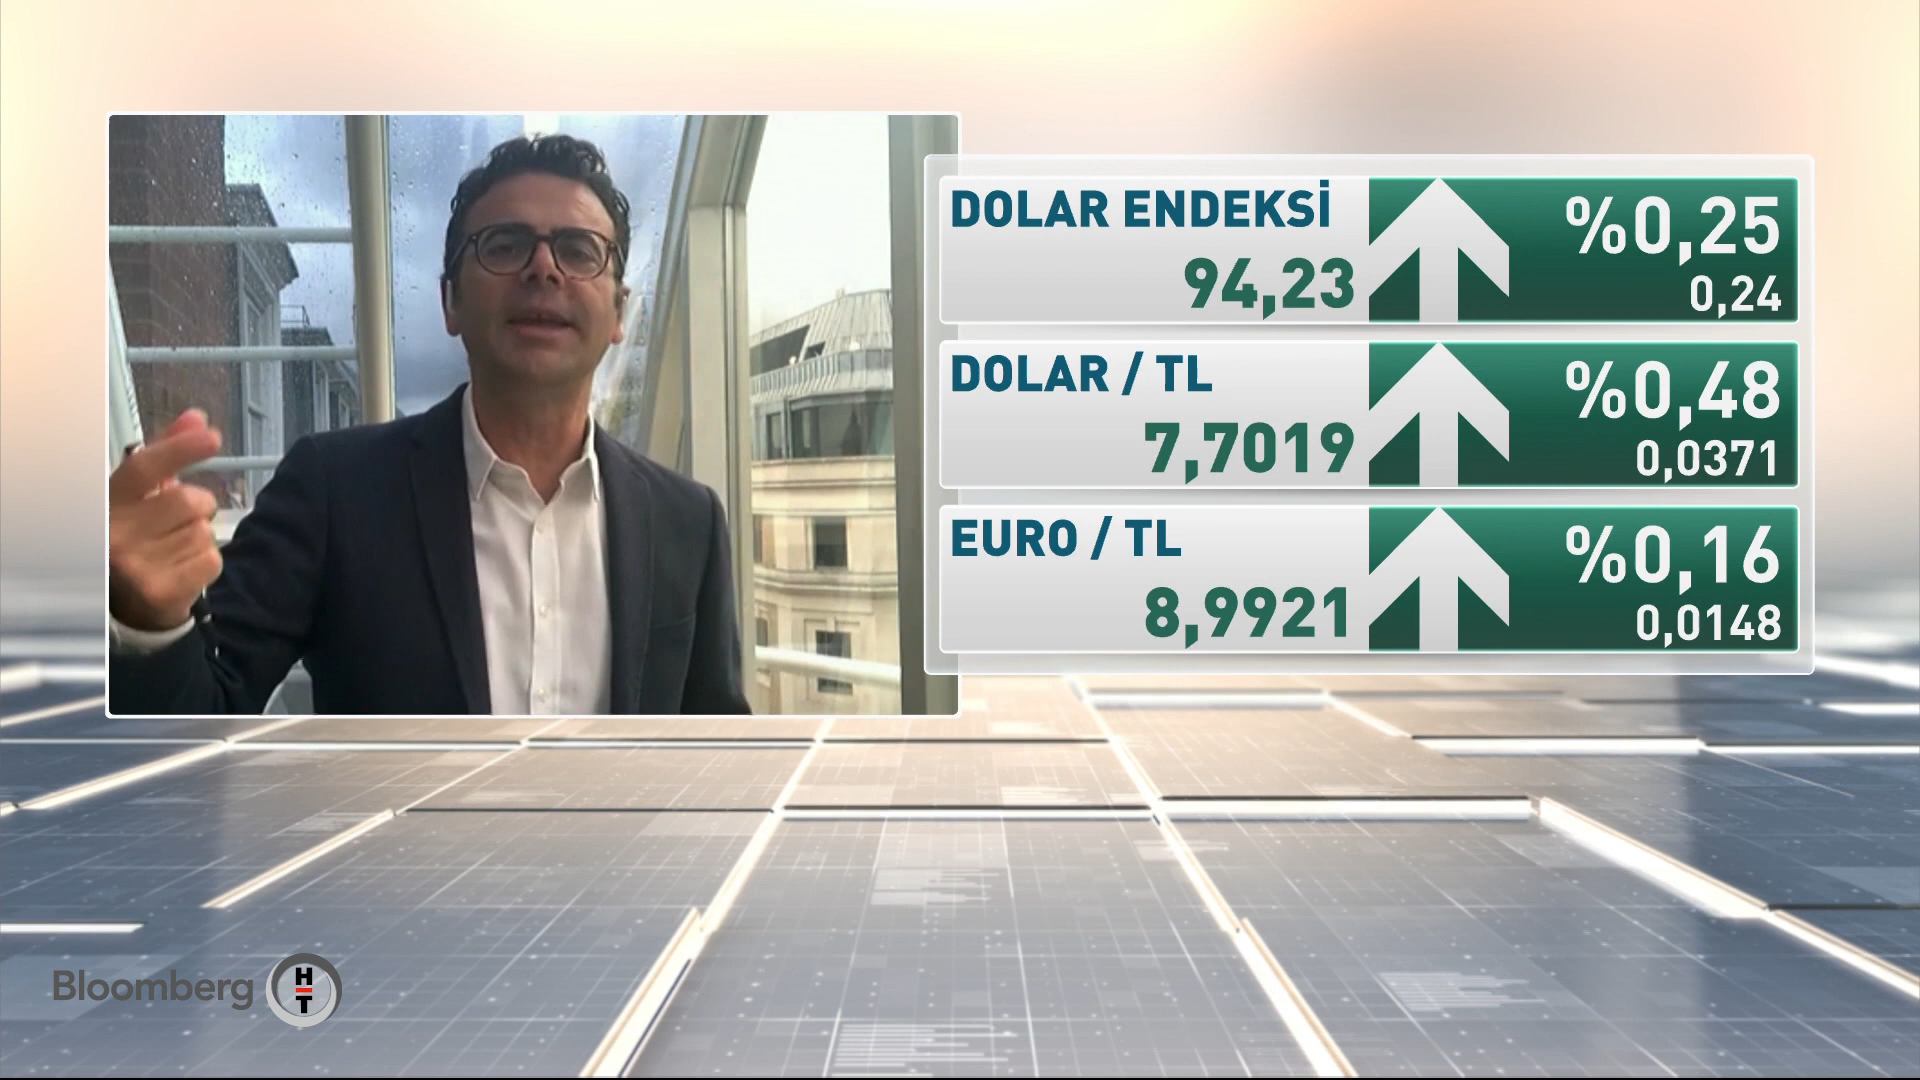 DOLAR ENDEKSİ
94,23
%0,25
0,24
DOLAR / TL
7,7019
%0,48
0,0371
EURO / TL
8,9921
%0,16
0,0148
Bloomberg HT